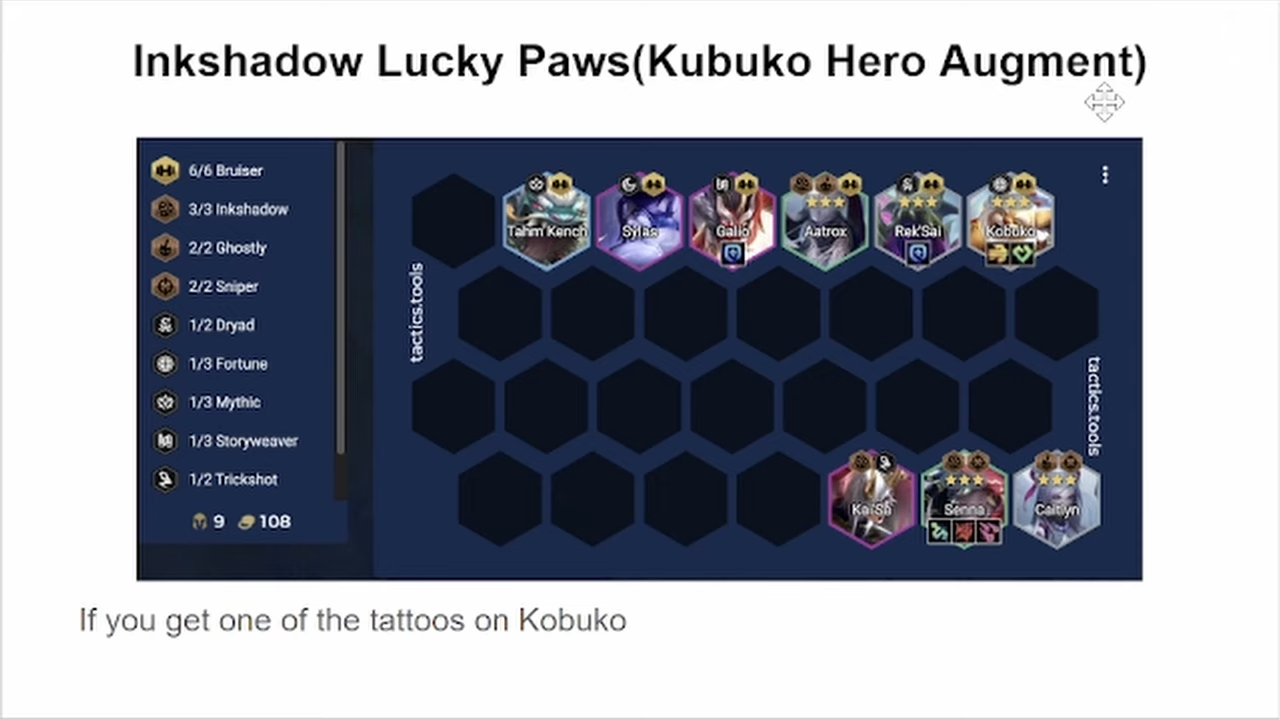 Inkshadow Lucky Paws(Kubuko Hero Augment)
6/6 Bruiser
3/3 Inkshadow
2/2 Ghostly
2/2 Sniper
1/2 Dryad
1/3 Fortune
1/3 Mythic
1/3 Storyweaver
1/2 Trickshot
9 108
tactics.tools
Tahm Kench
Sylas
Galio
Aatrox
Rek'Sai
Kobuko
tactics.tools
Kai'Sa
Senna
Caitlyn
If you get one of the tattoos on Kobuko